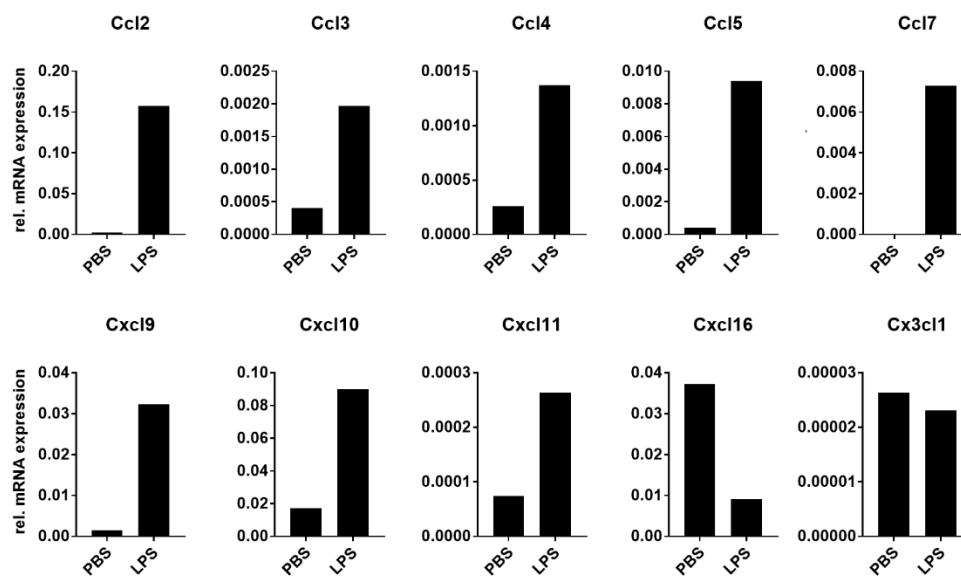 Ccl2 Ccl3 Ccl4 Ccl5 Ccl7
rel. mRNA expression
0.20 0.0025 0.0015 0.010 0.008
0.15 0.0020 0.0010 0.008 0.006
0.10 0.0015 0.0005 0.006 0.004
0.05 0.0010 0.0000 0.004 0.002
0.00 0.0005 0.002 0.000
0.0000 0.000
PBS LPS PBS LPS PBS LPS PBS LPS PBS LPS
Cxcl9 Cxcl10 Cxcl11 Cxcl16 Cx3cl1
rel. mRNA expression
0.04 0.10 0.0003 0.04 0.00003
0.03 0.08 0.0002 0.03 0.00002
0.02 0.06 0.0001 0.02 0.00001
0.01 0.04 0.0000 0.01 0.00000
0.00 0.02 0.00
0.00
PBS LPS PBS LPS PBS LPS PBS LPS PBS LPS